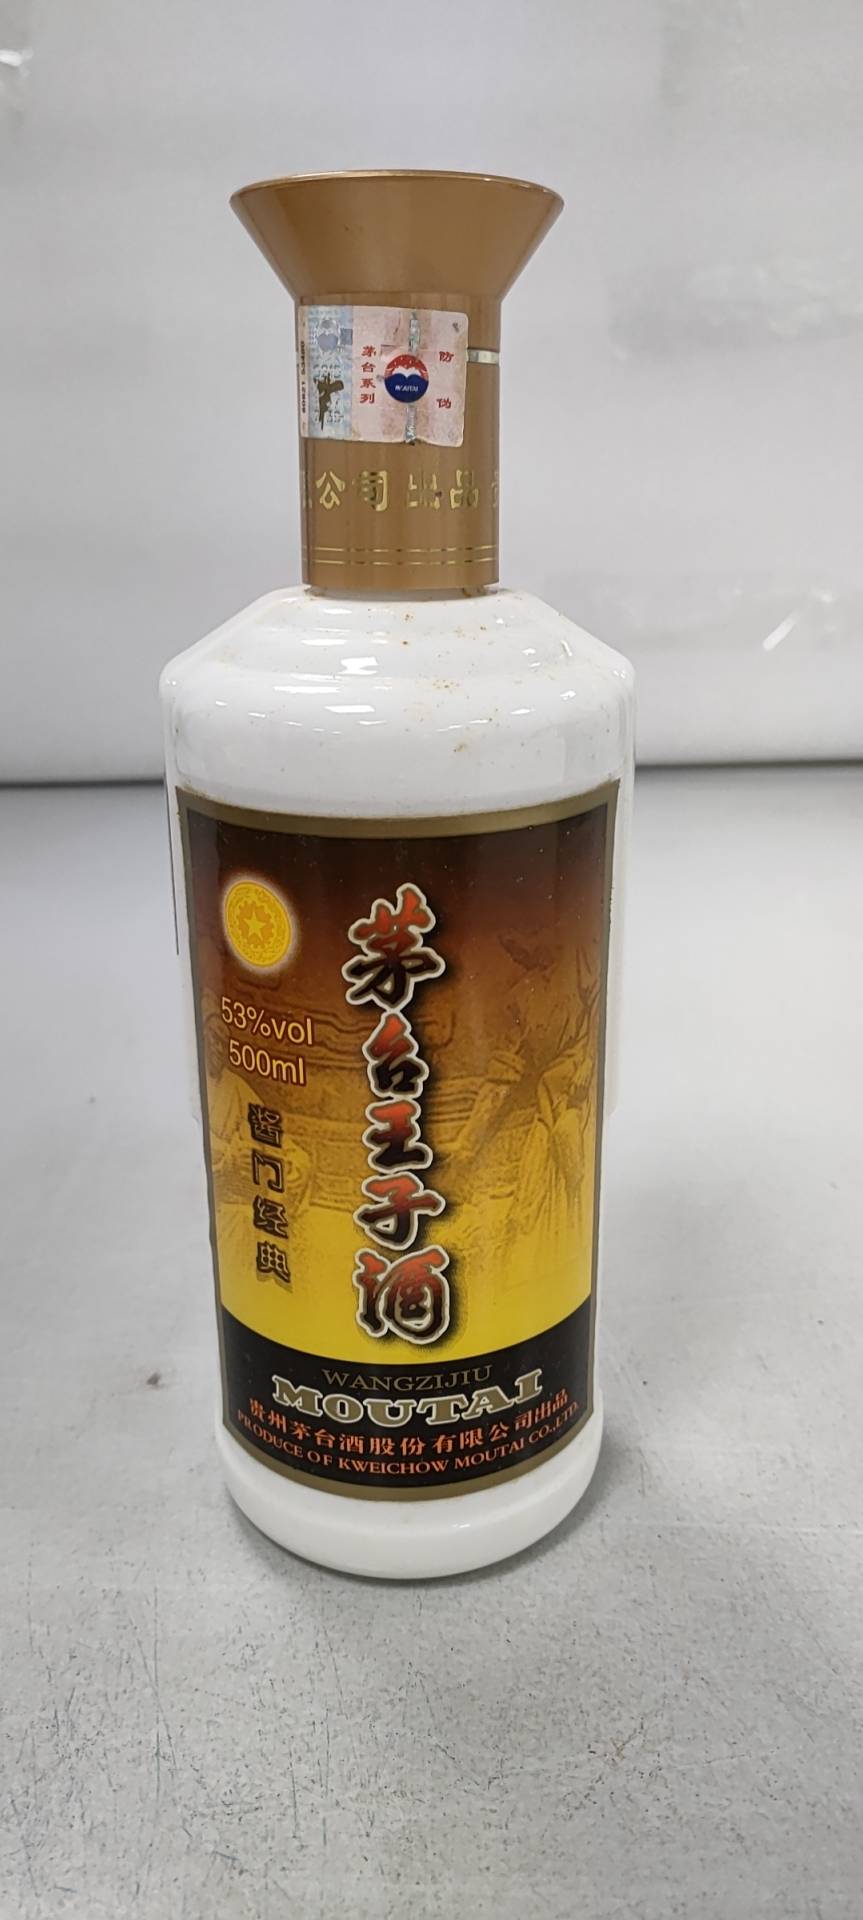 茅台系列
防伪
MOUTAI
公司出品
53%vol
500ml
酱门经典
茅台王子酒
WANGZIJIU
MOUTAI
贵州茅台酒股份有限公司出品
PRODUCE OF KWEICHOW MOUTAI CO.,LTD.